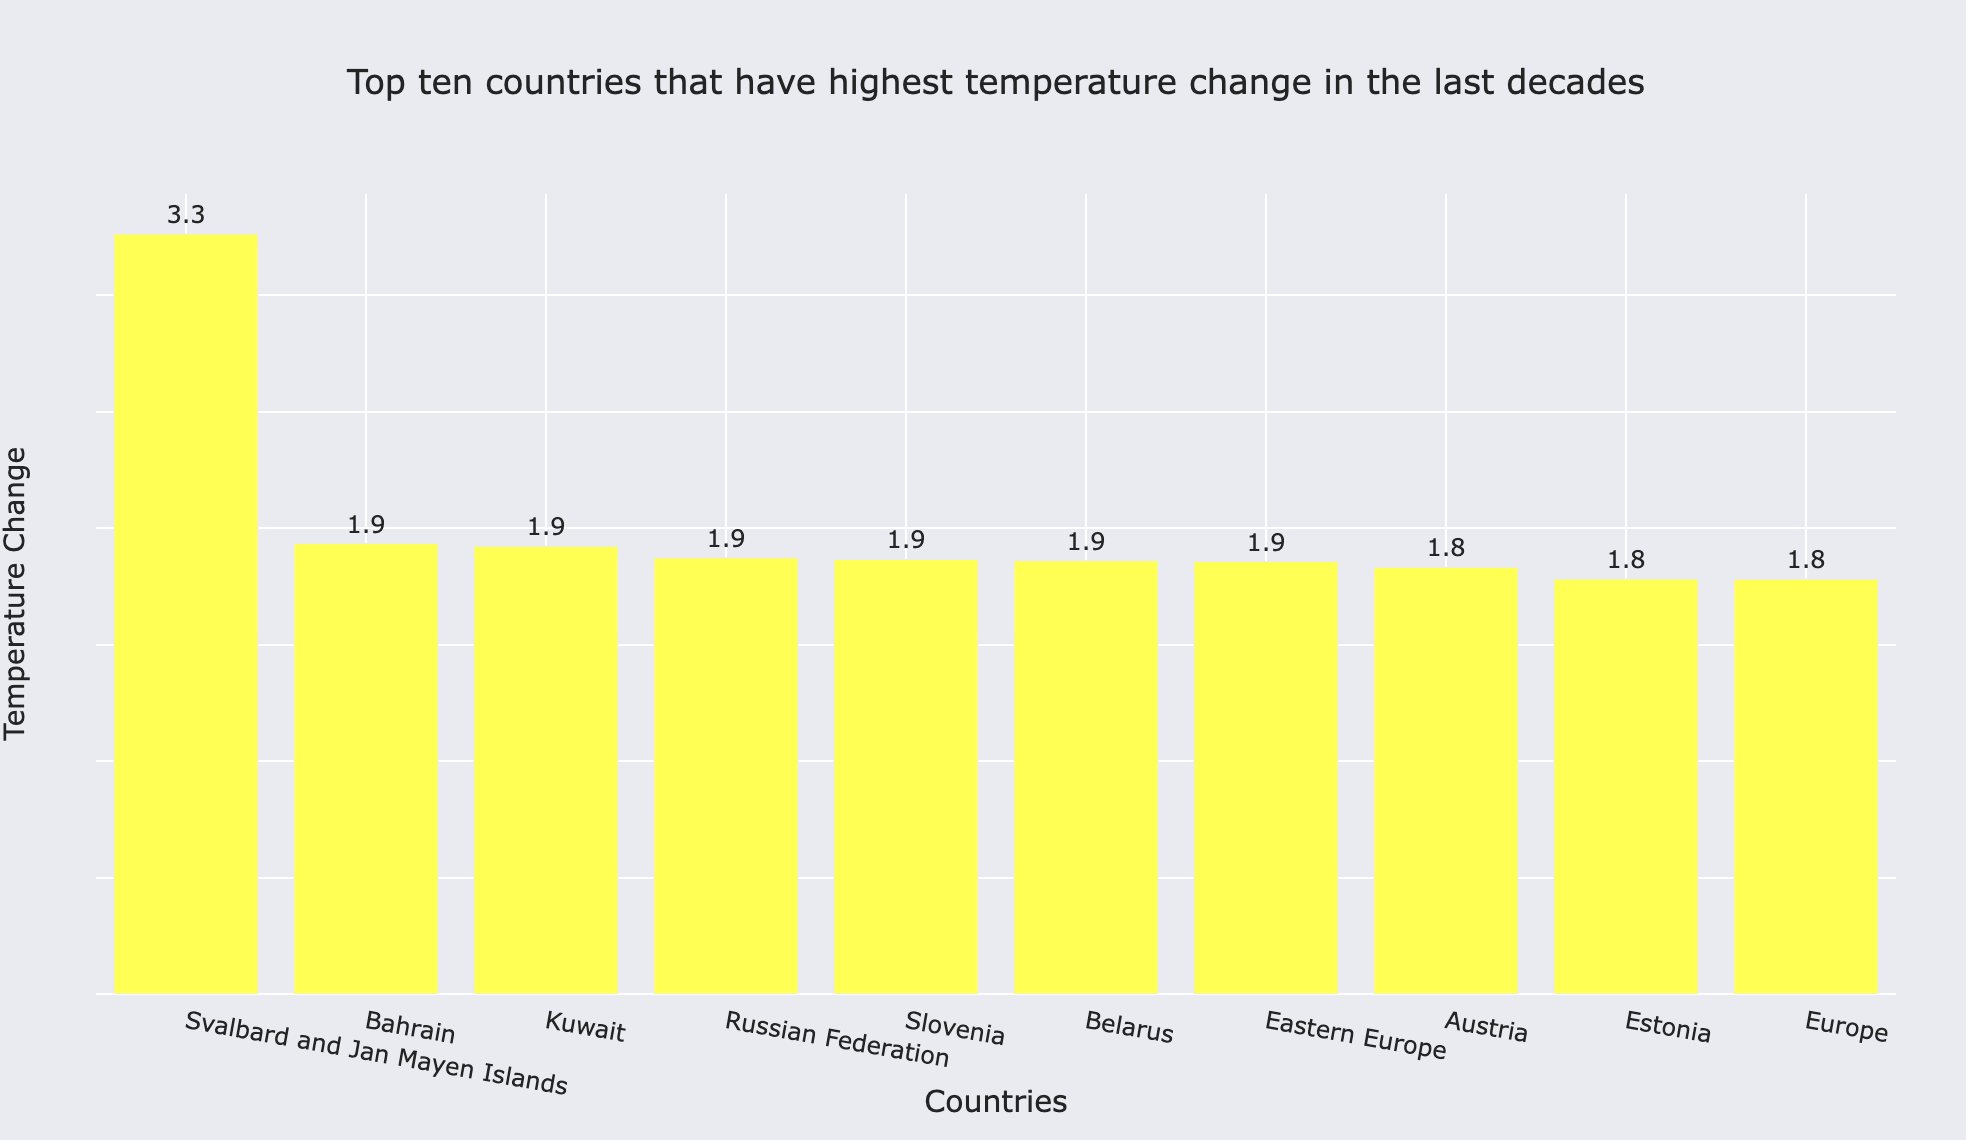 Top ten countries that have highest temperature change in the last decades
3.3
1.9
1.9
1.9
1.9
1.9
1.9
1.8
1.8
1.8
Temperature Change
Svalbard and Jan Mayen Islands
Bahrain
Kuwait
Russian Federation
Slovenia
Belarus
Eastern Europe
Austria
Estonia
Europe
Countries